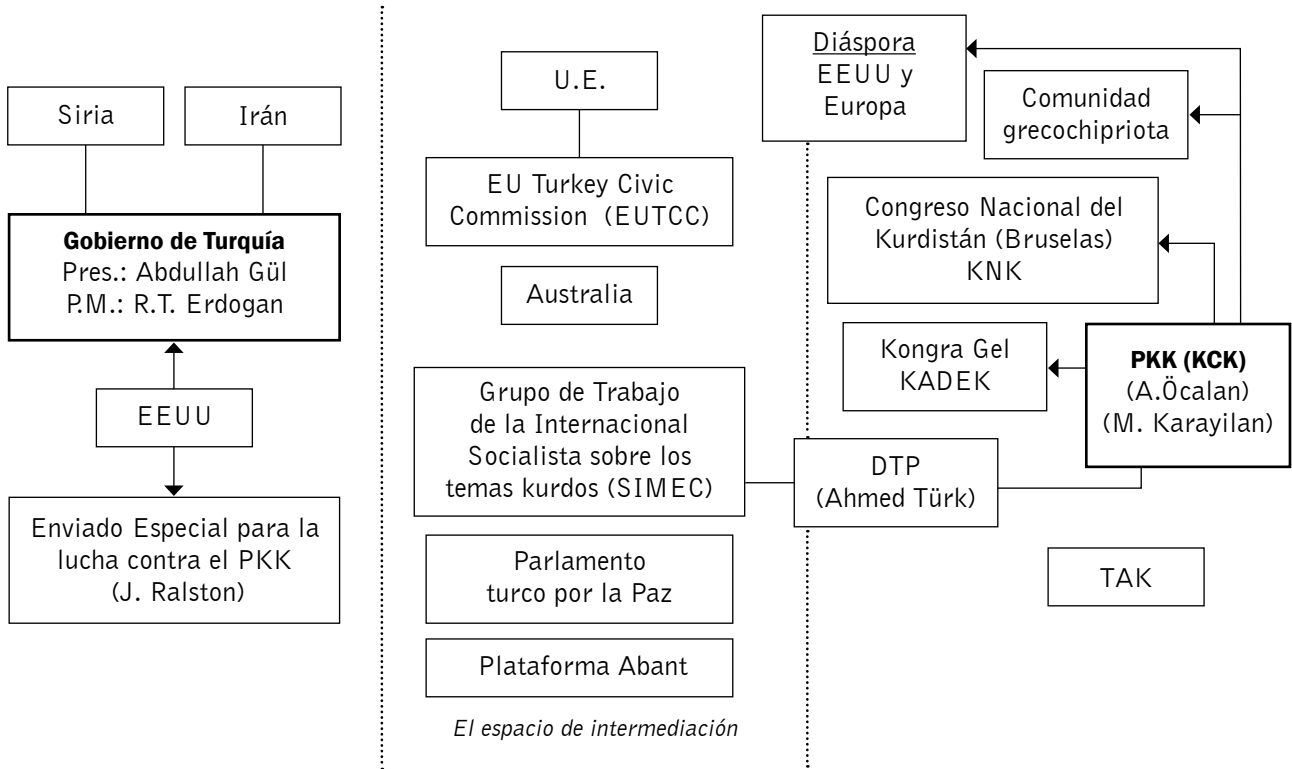 Siria
Irán
Gobierno de Turquía
Pres.: Abdullah Gül
P.M.: R.T. Erdogan
EEUU
Enviado Especial para la
lucha contra el PKK
(J. Ralston)
U.E.
EU Turkey Civic
Commission (EUTCC)
Australia
Grupo de Trabajo
de la Internacional
Socialista sobre los
temas kurdos (SIMEC)
Parlamento
turco por la Paz
Plataforma Abant
El espacio de intermediación
Diáspora
EEUU y
Europa
Comunidad
grecochipriota
Congreso Nacional del
Kurdistán (Bruselas)
KNK
Kongra Gel
KADEK
PKK (KCK)
(A.Öcalan)
(M. Karayilan)
DTP
(Ahmed Türk)
TAK